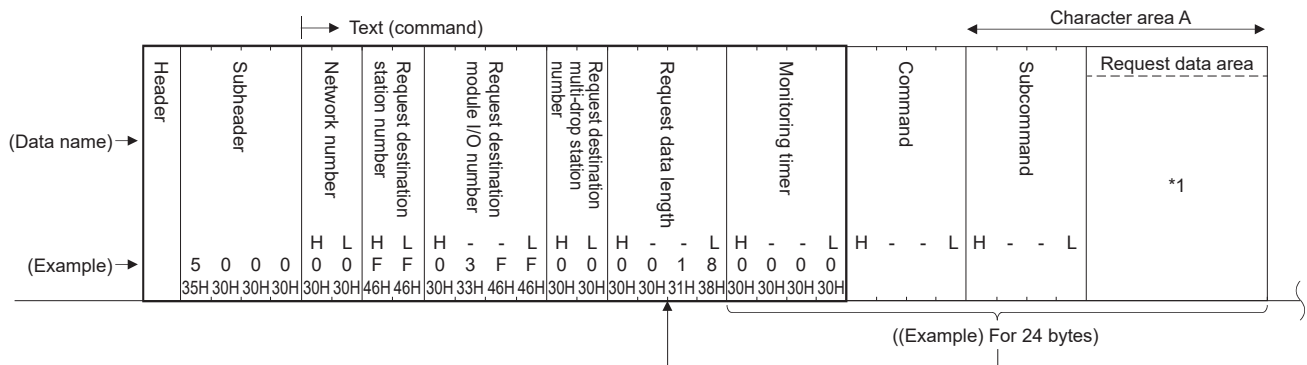 Character area A
Text (command)
Header
Subheader
Network number
Request destination
station number
Request destination
module I/O number
Request destination
multi-drop station
number
Request data length
Monitoring timer
Command
Subcommand
Request data area
(Data name)
*1
H L H L H - - L H L H - - L H - - L H - - L H - - L
(Example) 5 0 0 0 0 0 F F 0 3 F F 0 0 0 0 1 8 0 0 0 0
35H 30H 30H 30H 30H 30H 46H 46H 30H 33H 46H 46H 30H 30H 30H 30H 31H 38H 30H 30H 30H 30H
((Example) For 24 bytes)